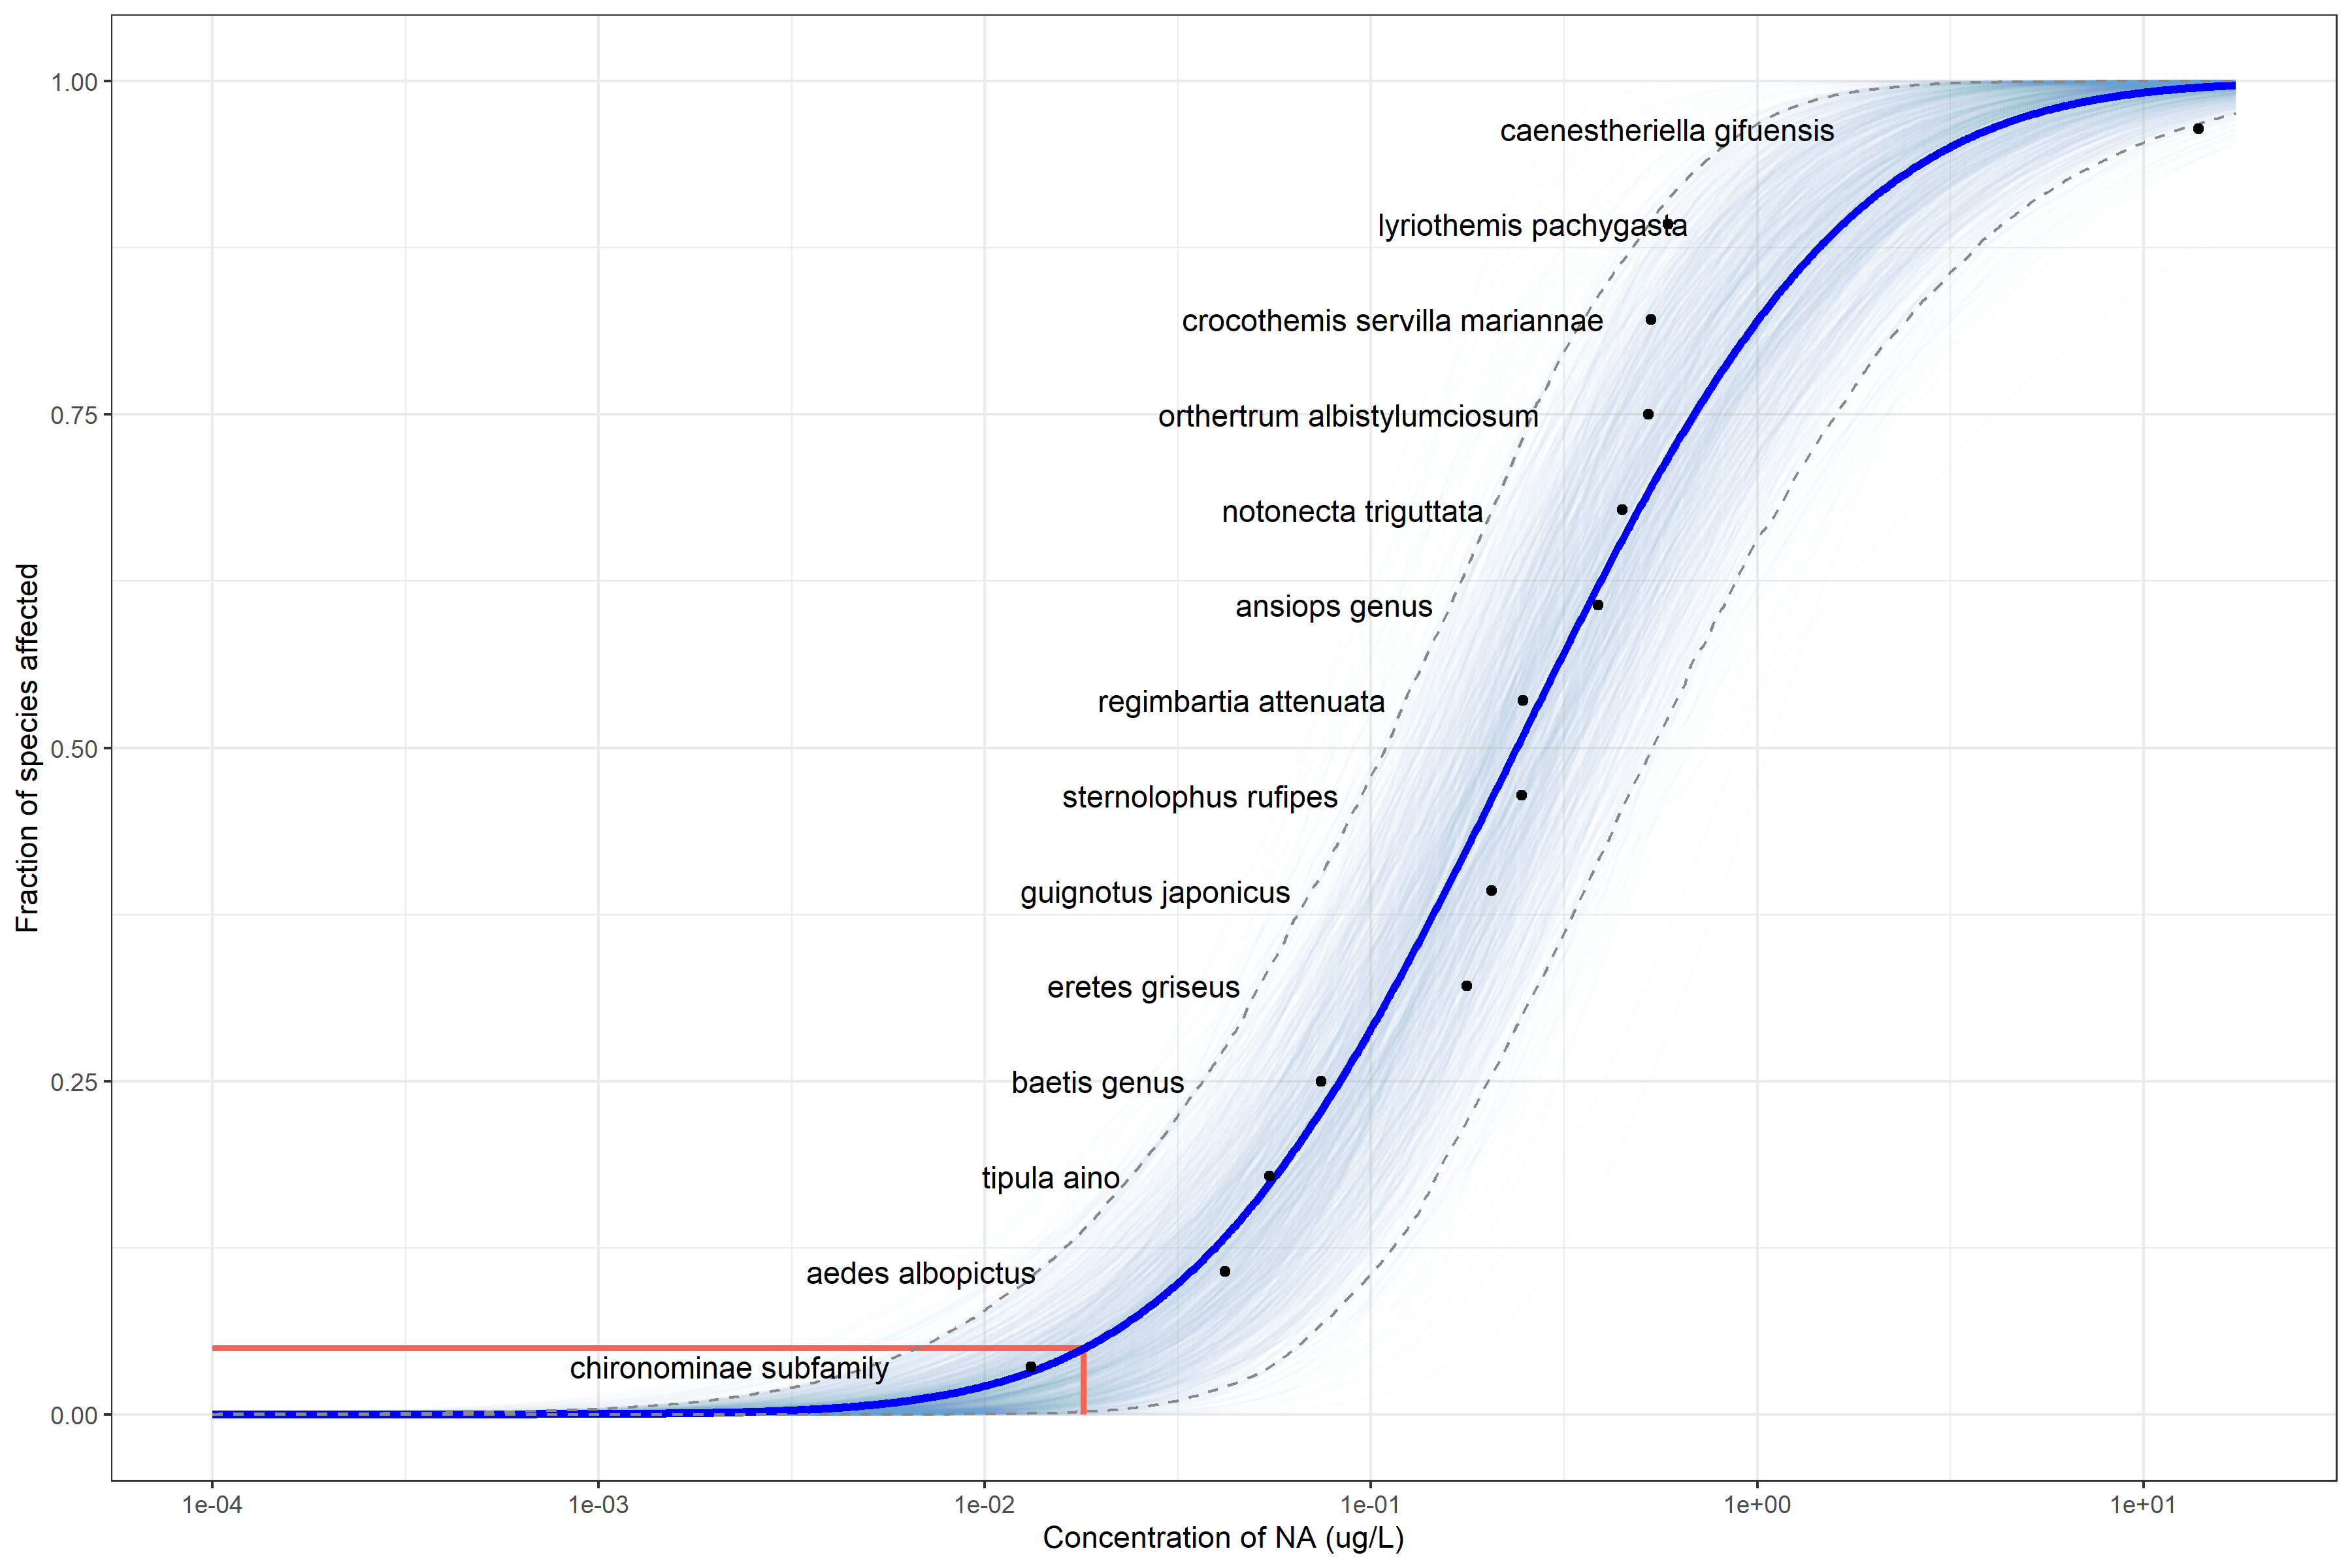 1.00
caenestheriella gifuensis
lyriothemis pachygasta
crocothemis servilla mariannae
0.75
orthertrum albistylumciosum
notonecta triguttata
ansiops genus
regimbartia attenuata
0.50
sternolophus rufipes
guignotus japonicus
eretes griseus
0.25
baetis genus
tipula aino
aedes albopictus
chironominae subfamily
0.00
Fraction of species affected
1e-04 1e-03 1e-02 1e-01 1e+00 1e+01
Concentration of NA (ug/L)